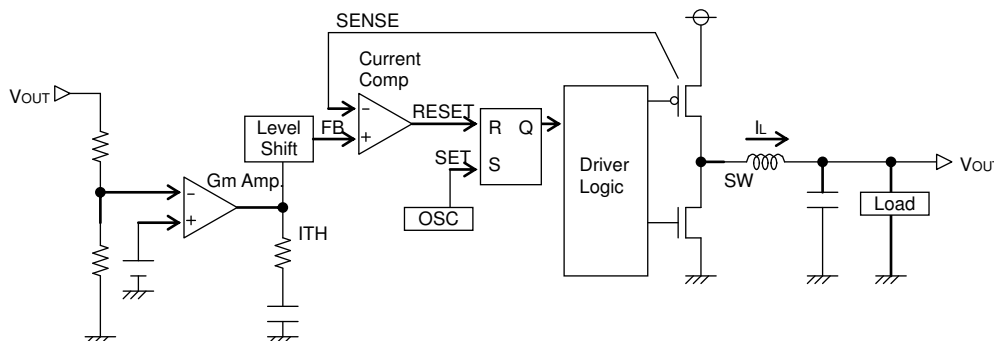 SENSE
Current
Comp
VOUT
Level
Shift
FB
-
+
RESET
R Q
S
SET
OSC
Gm Amp.
-
+
ITH
Driver
Logic
IL
SW
VOUT
Load